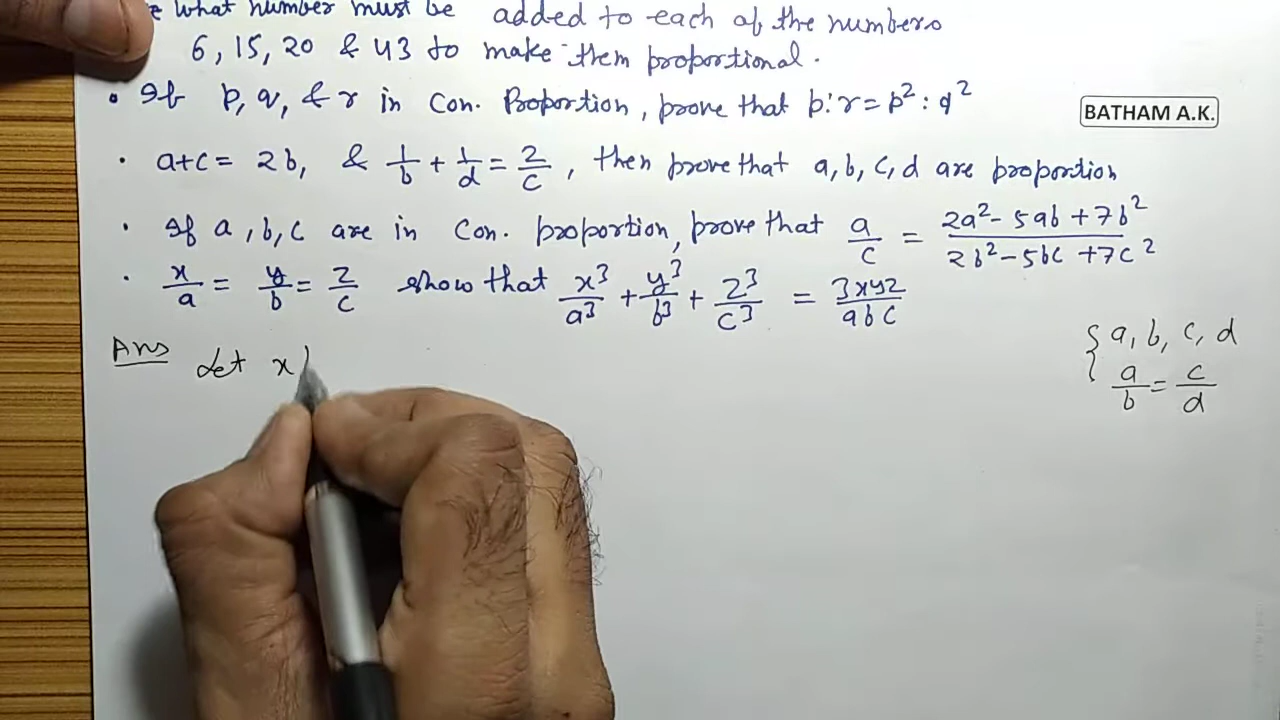 what number must be added to each of the numbers
6, 15, 20 & 43 to make them proportional.
• If p, q, & r in Con. Proportion, prove that p:r = p² : q²
BATHAM A.K.
• a+c = 2b, & 1/b + 1/d = 2/c, then prove that a, b, c, d are proportion
• If a, b, c are in Con. proportion, prove that a/c = (2a² - 5ab + 7b²)/(2b² - 5bc + 7c²)
• x/a = y/b = z/c show that x³/a³ + y³/b³ + z³/c³ = 3xyz/abc
Ans Let x
a, b, c, d
a/b = c/d